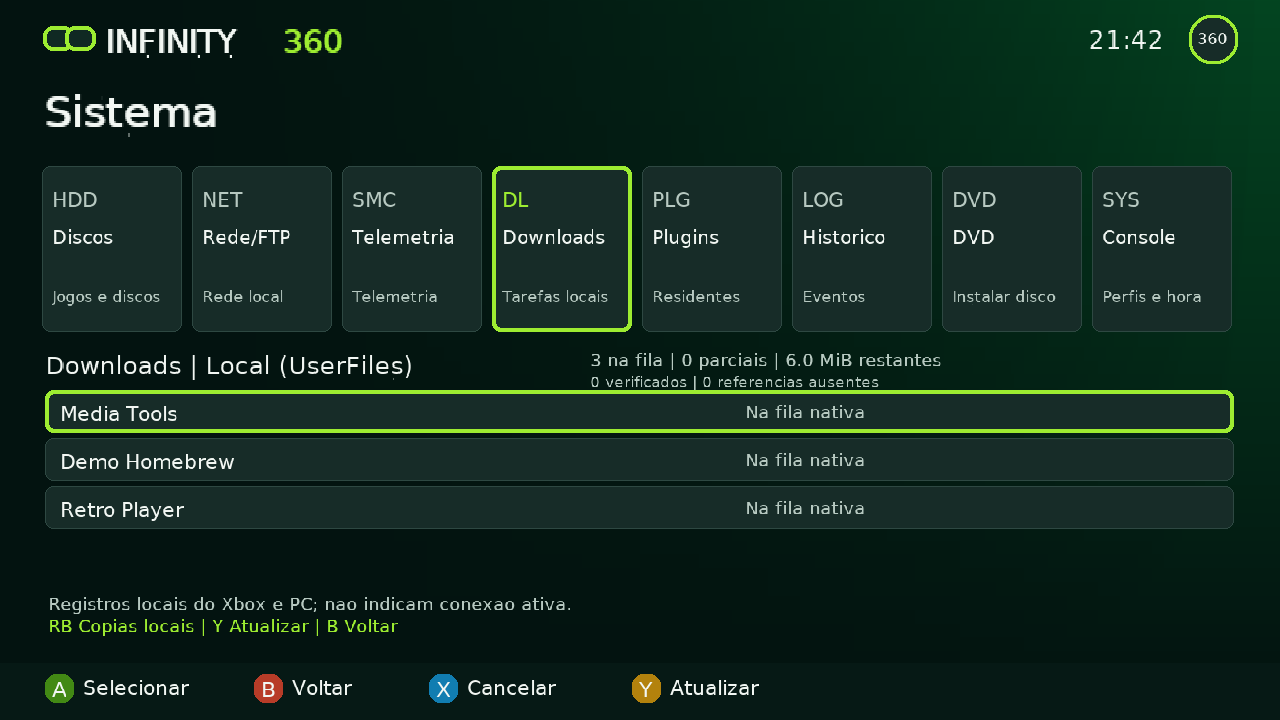 INFINITY 360
21:42
360
Sistema
HDD
Discos
Jogos e discos
NET
Rede/FTP
Rede local
SMC
Telemetria
Telemetria
DL
Downloads
Tarefas locais
PLG
Plugins
Residentes
LOG
Historico
Eventos
DVD
DVD
Instalar disco
SYS
Console
Perfis e hora
Downloads | Local (UserFiles)
3 na fila | 0 parciais | 6.0 MiB restantes
0 verificados | 0 referencias ausentes
Media Tools Na fila nativa
Demo Homebrew Na fila nativa
Retro Player Na fila nativa
Registros locais do Xbox e PC; nao indicam conexao ativa.
RB Copias locais | Y Atualizar | B Voltar
A Selecionar B Voltar X Cancelar Y Atualizar